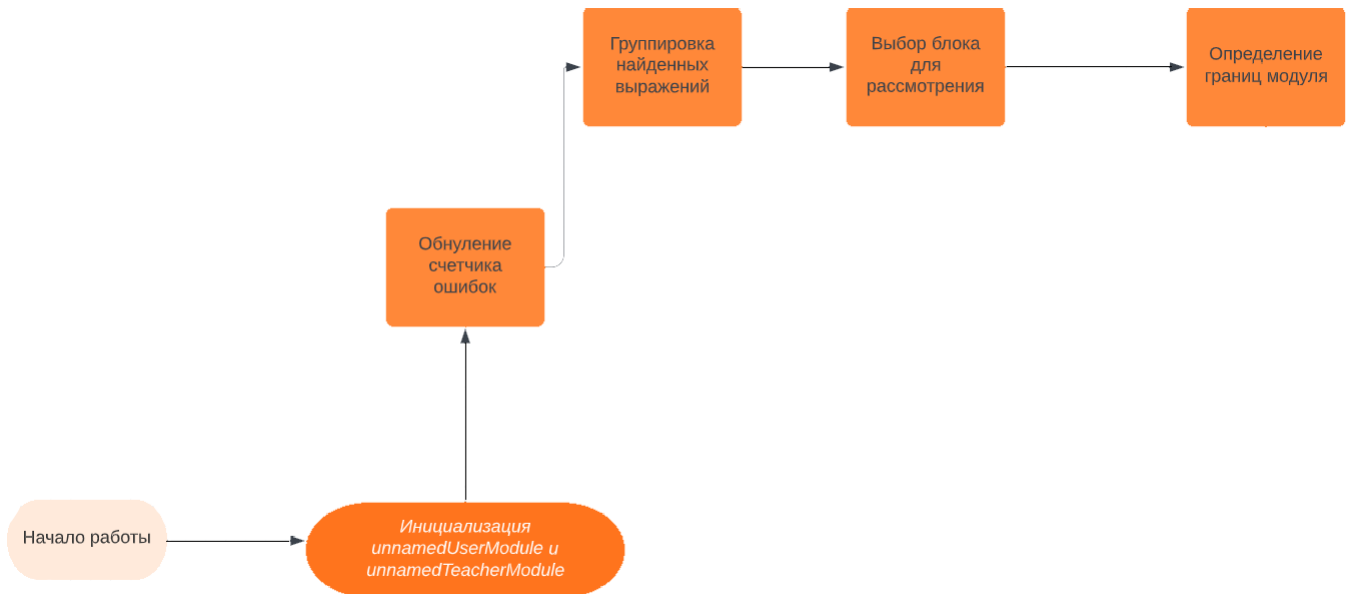 Группировка
найденных
выражений
Выбор блока
для
рассмотрения
Определение
границ модуля
Обнуление
счетчика
ошибок
Начало работы
Инициализация
unnamedUserModule и
unnamedTeacherModule